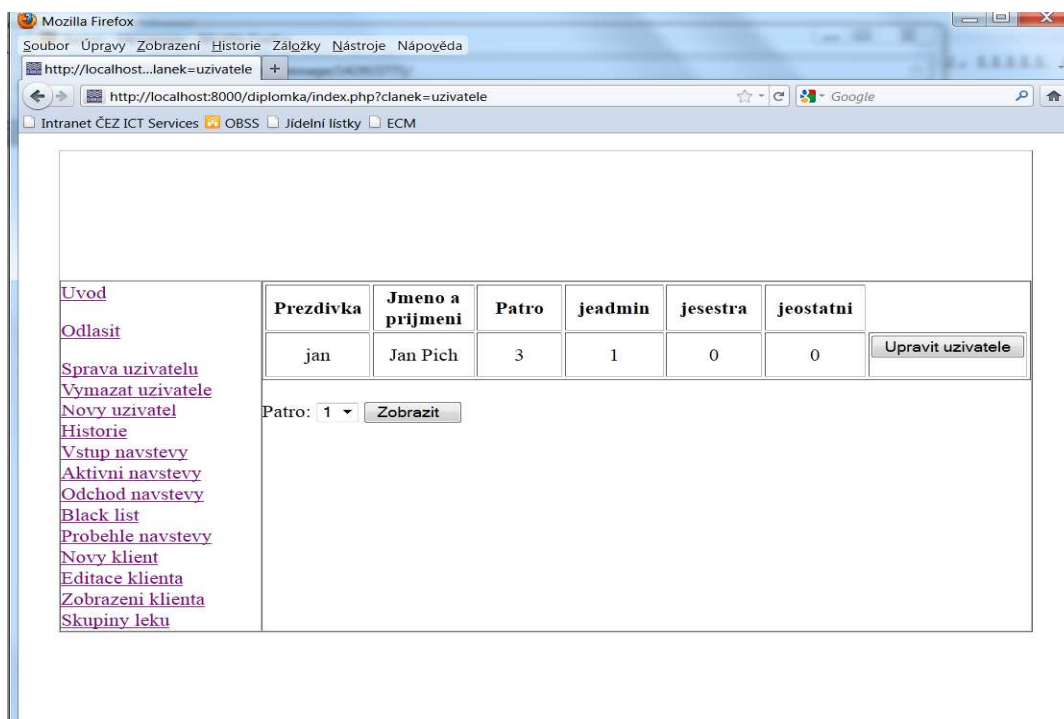 Mozilla Firefox
Soubor Úpravy Zobrazení Historie Záložky Nástroje Nápověda
http://localhost...lanek=uzivatele +
http://localhost:8000/diplomka/index.php?clanek=uzivatele Google
Intranet ČEZ ICT Services OBSS Jídelní lístky ECM
Uvod
Odlasit
Sprava uzivatelu
Vymazat uzivatele
Novy uzivatel
Historie
Vstup navstevy
Aktivni navstevy
Odchod navstevy
Black list
Probehle navstevy
Novy klient
Editace klienta
Zobrazeni klienta
Skupiny leku
Prezdivka Jmeno a prijmeni Patro jeadmin jesestra jeostatni
jan Jan Pich 3 1 0 0 Upravit uzivatele
Patro: 1 Zobrazit